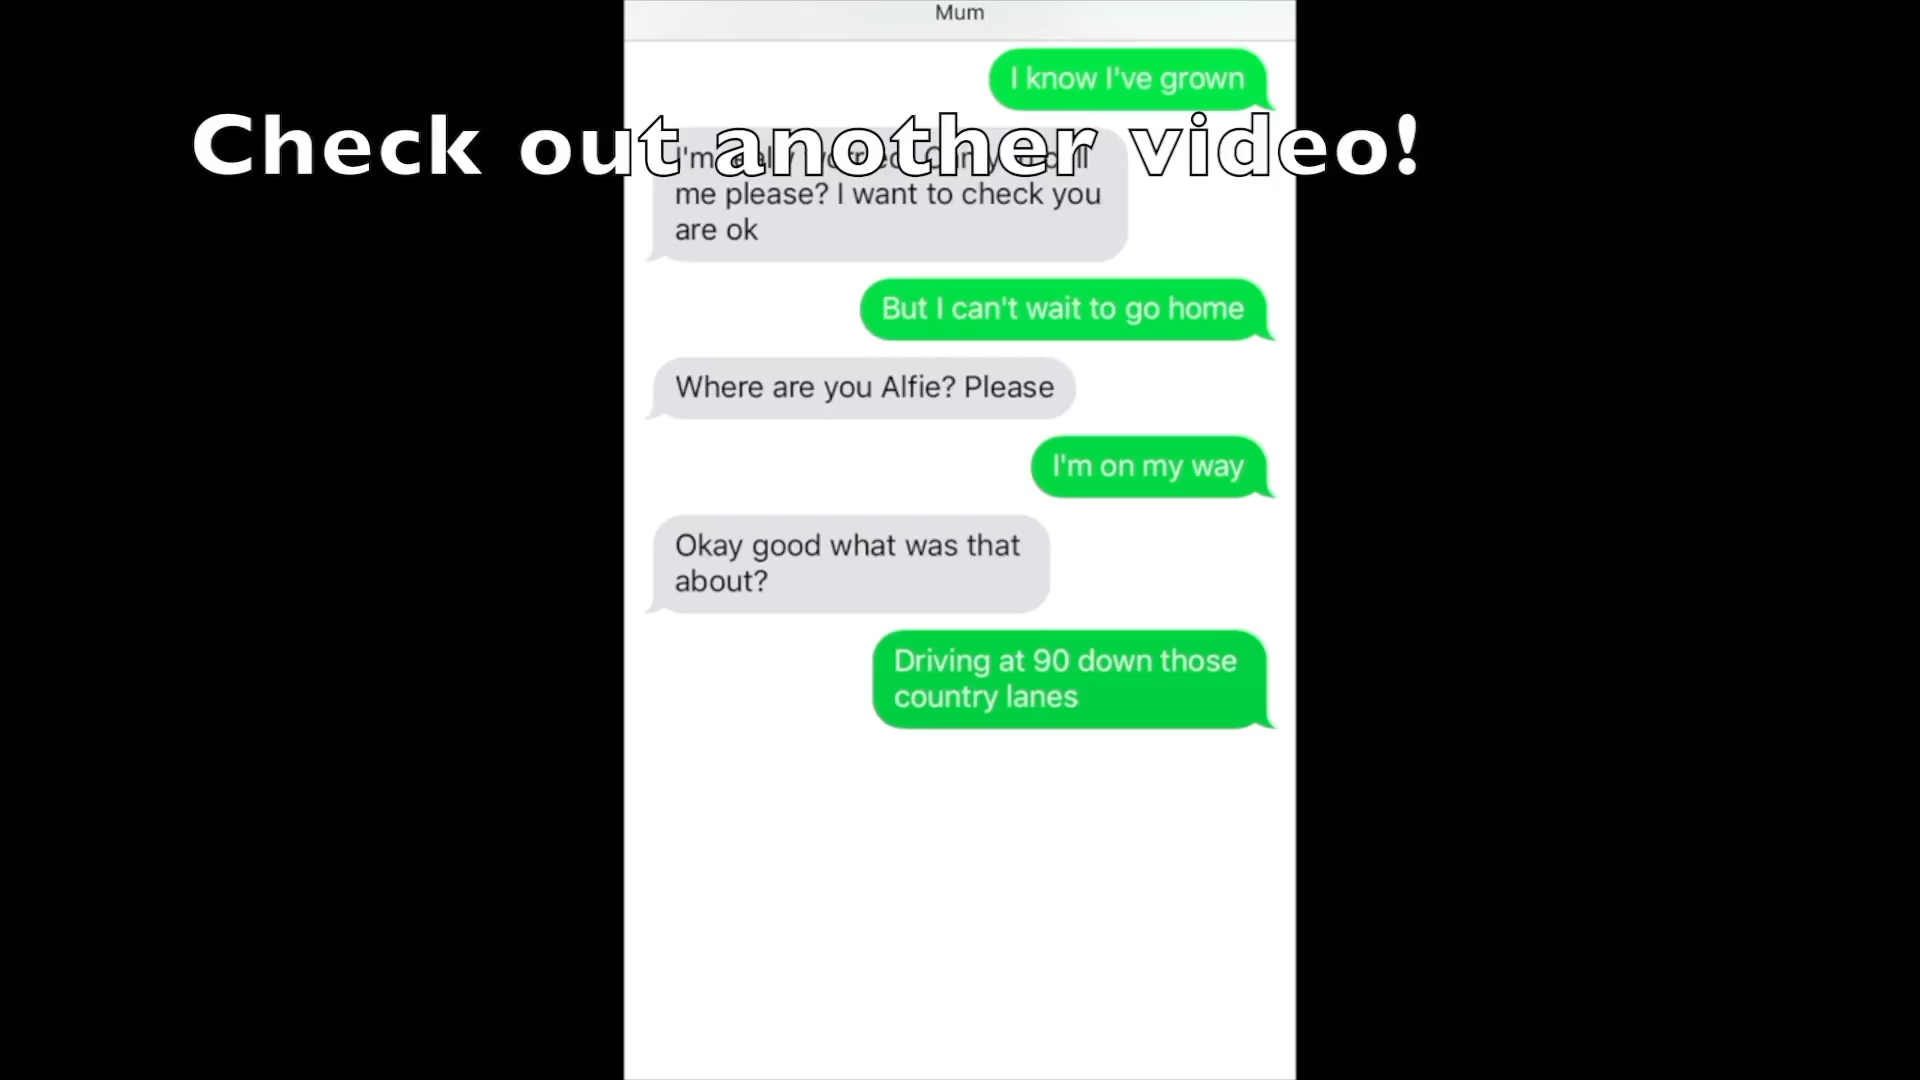 Mum
I know I've grown
Check out another video!
I'm
me please? I want to check you
are ok
But I can't wait to go home
Where are you Alfie? Please
I'm on my way
Okay good what was that
about?
Driving at 90 down those
country lanes